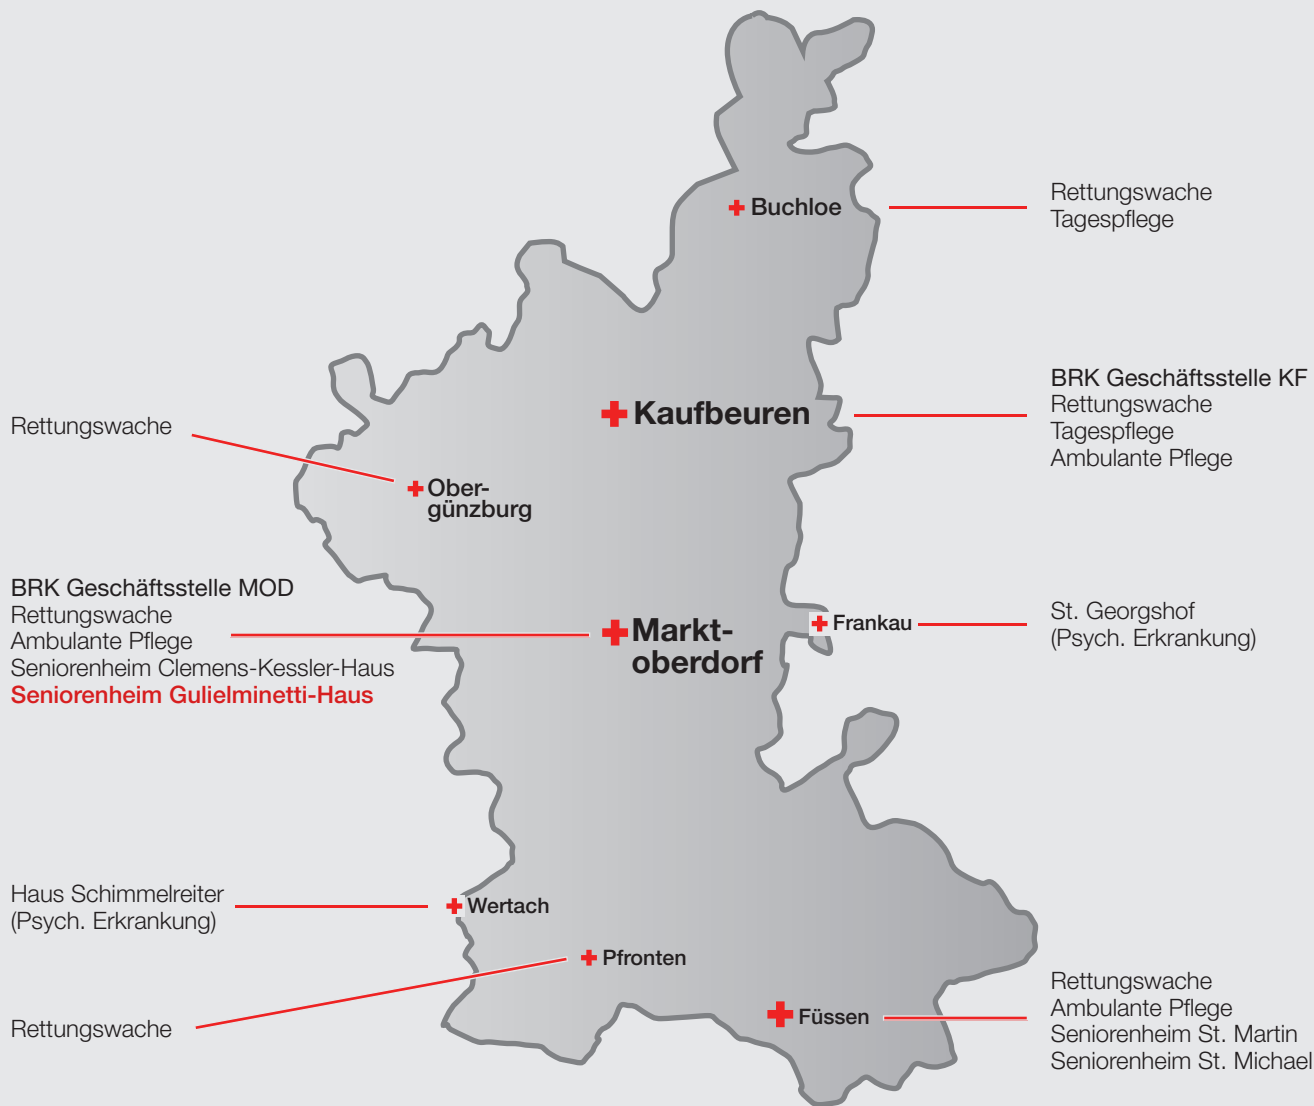 Buchloe
Rettungswache
Tagespflege
Kaufbeuren
BRK Geschäftsstelle KF
Rettungswache
Tagespflege
Ambulante Pflege
Rettungswache
Ober-
günzburg
BRK Geschäftsstelle MOD
Rettungswache
Ambulante Pflege
Seniorenheim Clemens-Kessler-Haus
Seniorenheim Gulielminetti-Haus
Markt-
oberdorf
Frankau
St. Georgshof
(Psych. Erkrankung)
Haus Schimmelreiter
(Psych. Erkrankung)
Wertach
Pfronten
Rettungswache
Füssen
Rettungswache
Ambulante Pflege
Seniorenheim St. Martin
Seniorenheim St. Michael